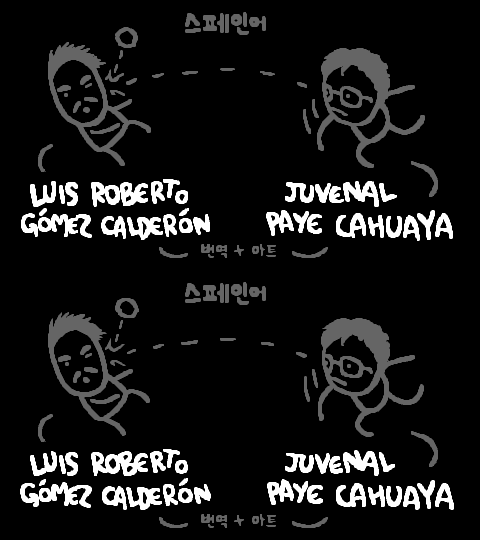 스페인어
LUIS ROBERTO
GÓMEZ CALDERÓN
JUVENAL
PAYE CAHUAYA
번역 + 아트
스페인어
LUIS ROBERTO
GÓMEZ CALDERÓN
JUVENAL
PAYE CAHUAYA
번역 + 아트